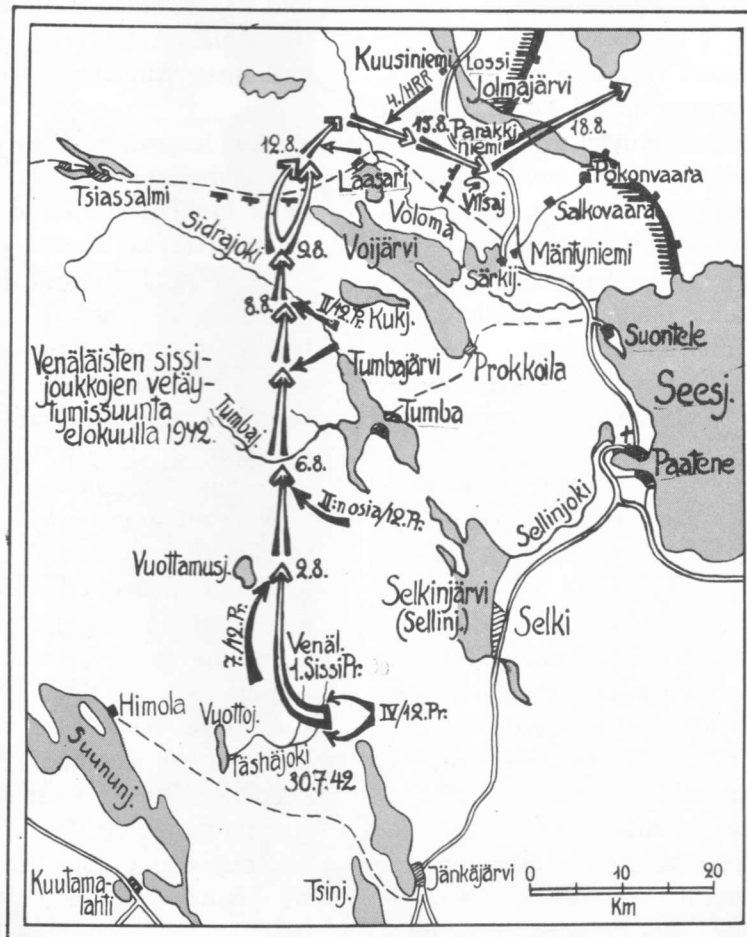 Kuusiniemi
Lossi
Jolmajärvi
4./HRR
12.8.
15.8.
Parakki
niemi
18.8.
Laasari
Pokonvaara
Tsiassalmi
Vitsaj
Salkovaara
Sidrajoki
Voloma
9.8.
Voijärvi
Mäntyniemi
Särkij.
8.8.
II/12.Pr.
Kukj.
Suontele
Venäläisten sissi-
joukkojen vetäy-
tymissuunta
elokuulla 1942.
Tumbajärvi
Prokkoila
Seesj.
Tumbaj.
Tumba
6.8.
Paatene
II:n osia/12.Pr.
Sellinjoki
Vuottamusj.
2.8.
Selkinjärvi
(Sellinj.)
Selki
7./12.Pr.
Venäl.
1.SissiPr.
Himola
Vuottoj.
IV/12.Pr.
Suununj.
Täshäjoki
30.7.42
Kuutama-
lahti
Tsinj.
Jänkäjärvi
0 10 20
Km